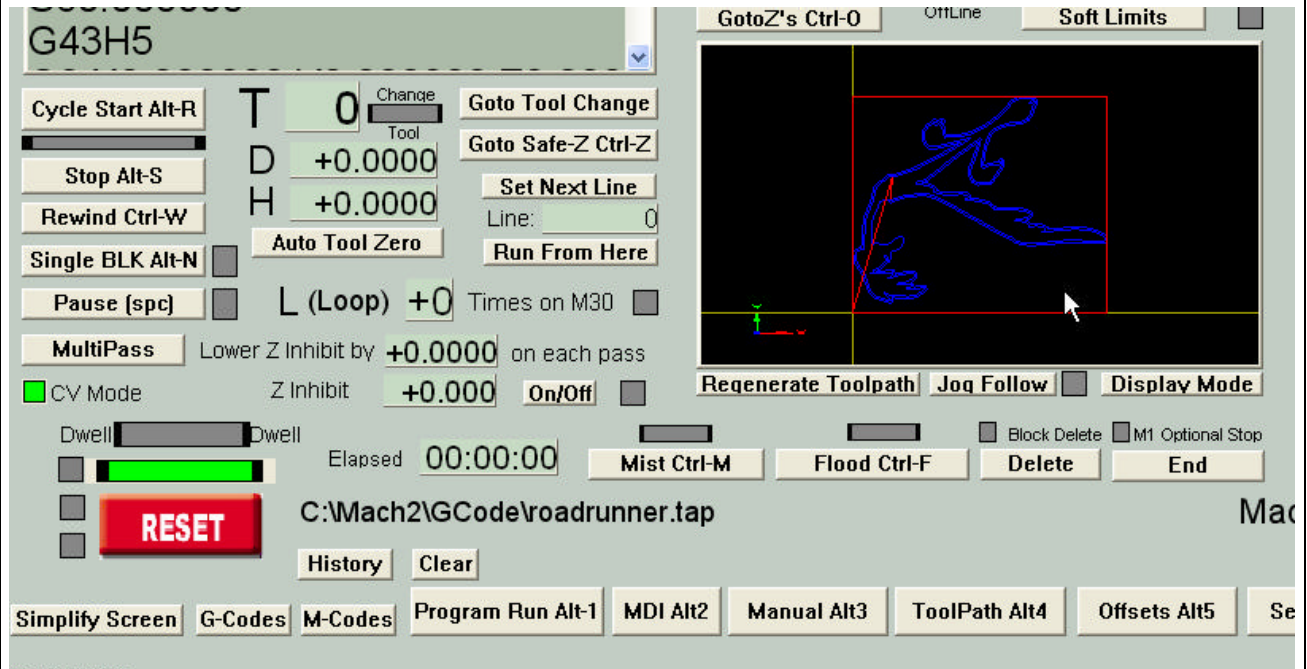 GotoZ's Ctrl-O OffLine Soft Limits
G43H5
Cycle Start Alt-R T 0 Change Tool Goto Tool Change
D +0.0000 Goto Safe-Z Ctrl-Z
Stop Alt-S
H +0.0000 Set Next Line
Rewind Ctrl-W Line: 0
Auto Tool Zero Run From Here
Single BLK Alt-N
Pause (spc) L (Loop) +0 Times on M30
MultiPass Lower Z Inhibit by +0.0000 on each pass
Regenerate Toolpath Jog Follow Display Mode
CV Mode Z Inhibit +0.000 On/Off
Dwell Dwell Block Delete M1 Optional Stop
Elapsed 00:00:00 Mist Ctrl-M Flood Ctrl-F Delete End
RESET C:\Mach2\GCode\roadrunner.tap Mac
History Clear
Simplify Screen G-Codes M-Codes Program Run Alt-1 MDI Alt2 Manual Alt3 ToolPath Alt4 Offsets Alt5 Se